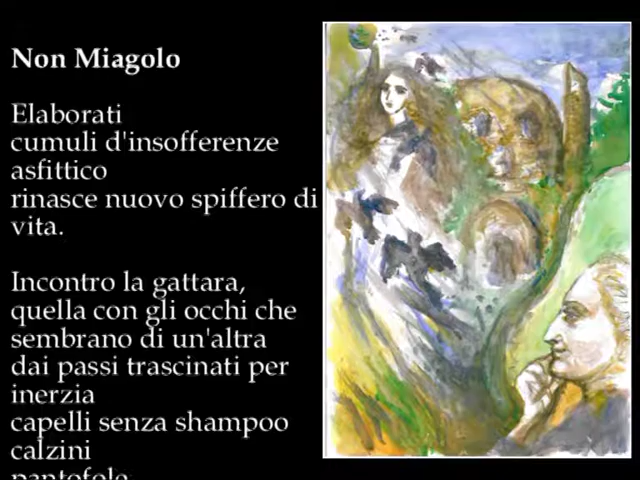 Non Miagolo
Elaborati
cumuli d'insofferenze
asfittico
rinasce nuovo spiffero di
vita.
Incontro la gattara,
quella con gli occhi che
sembrano di un'altra
dai passi trascinati per
inerzia
capelli senza shampoo
calzini
pantofole